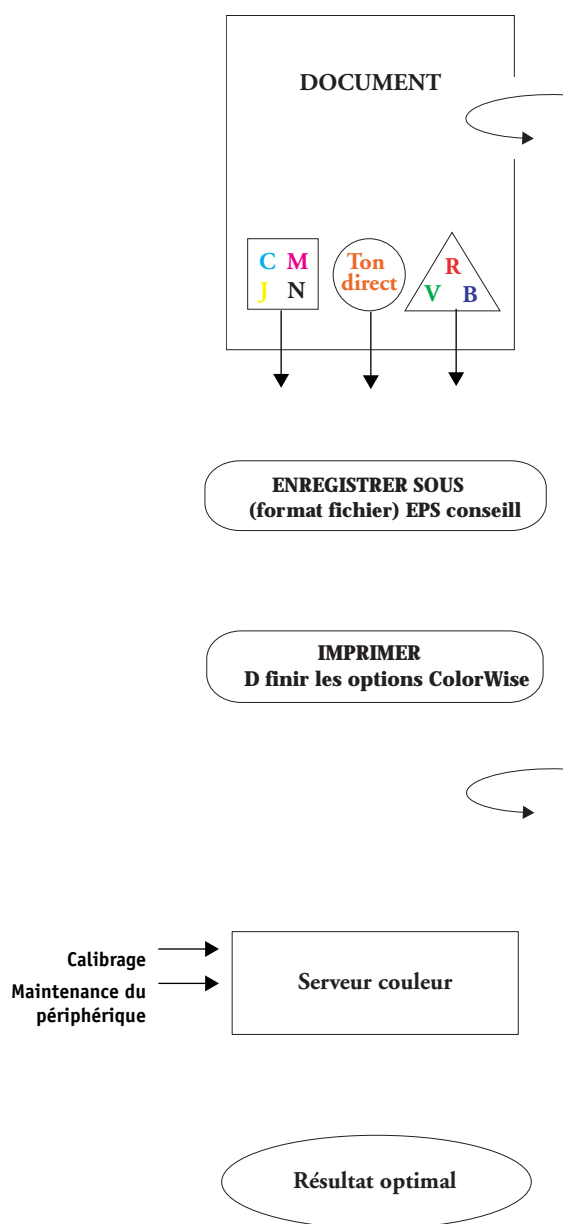 DOCUMENT
C M
J N
Ton
direct
R
V B
ENREGISTRER SOUS
(format fichier) EPS conseill
IMPRIMER
D finir les options ColorWise
Calibrage
Maintenance du
périphérique
Serveur couleur
Résultat optimal